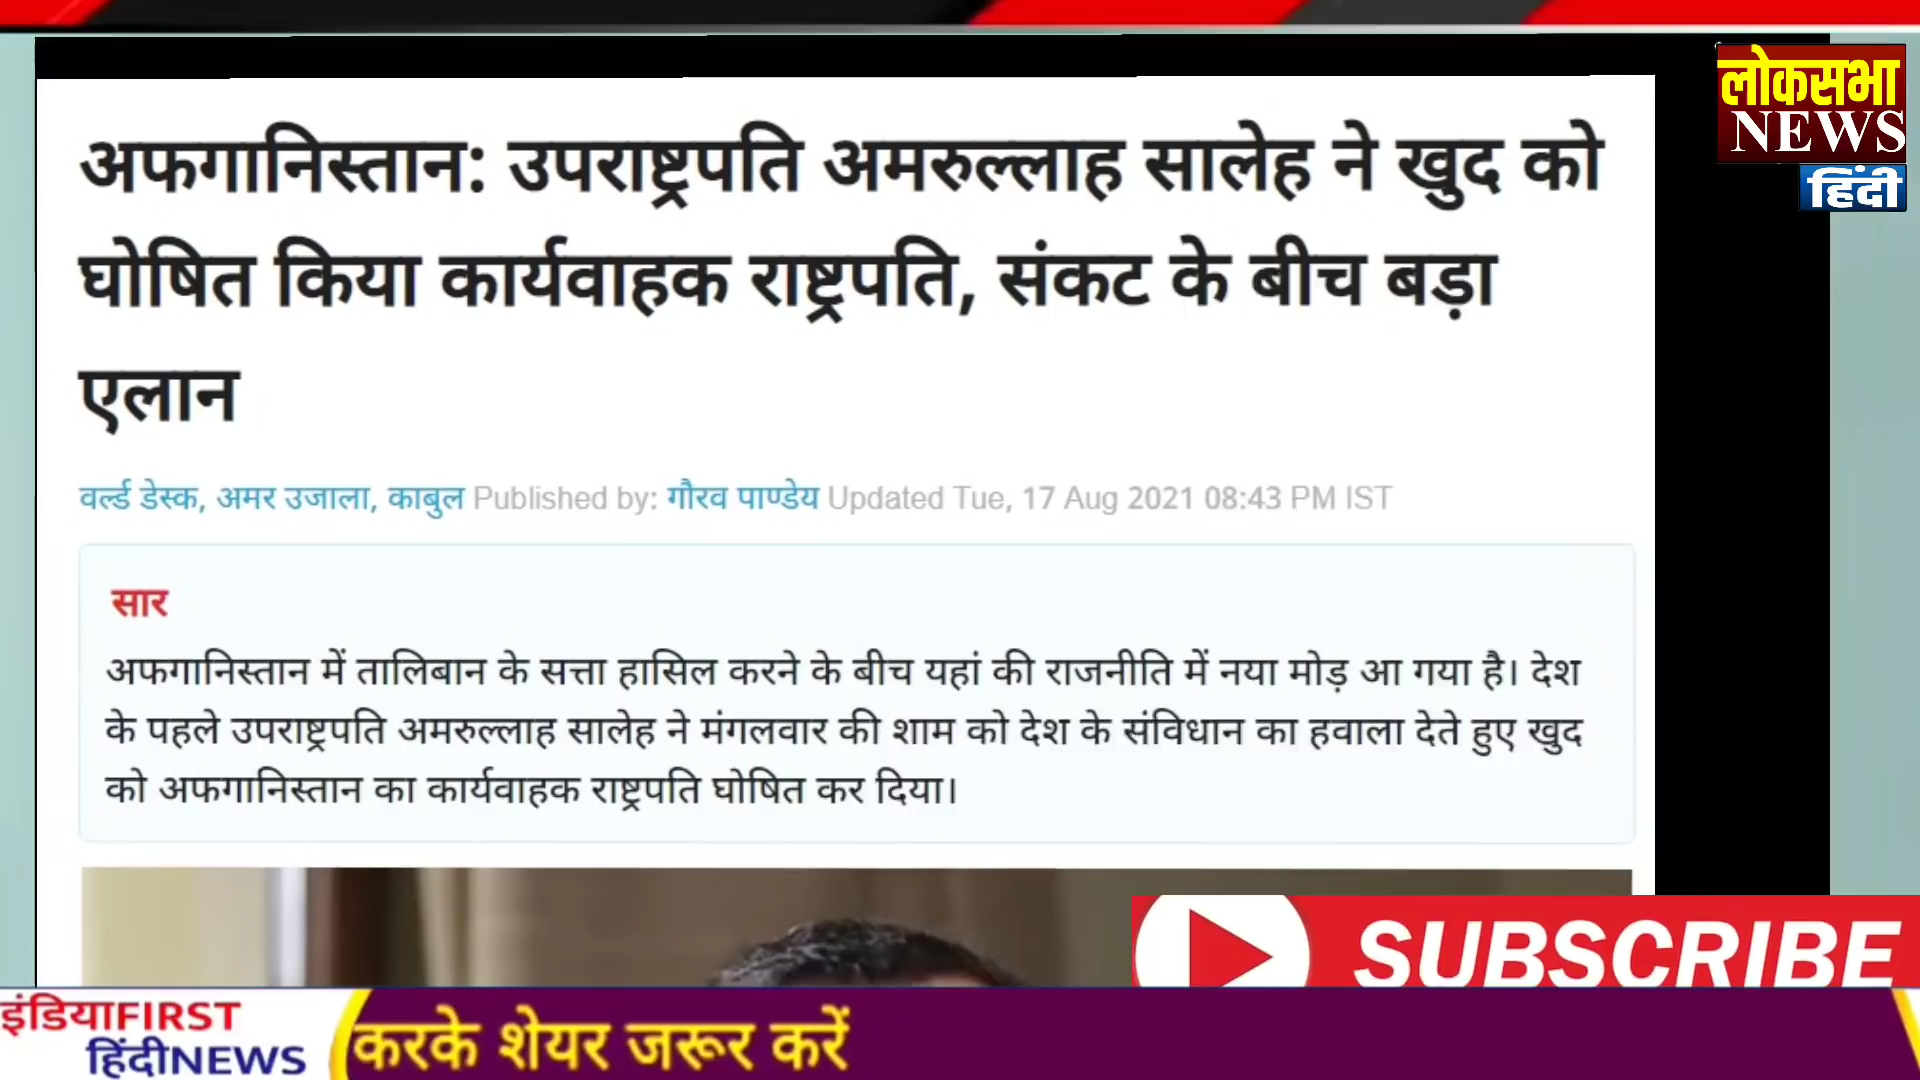 लोकसभा
NEWS
हिंदी
अफगानिस्तान: उपराष्ट्रपति अमरुल्लाह सालेह ने खुद को
घोषित किया कार्यवाहक राष्ट्रपति, संकट के बीच बड़ा
एलान
वर्ल्ड डेस्क, अमर उजाला, काबुल Published by: गौरव पाण्डेय Updated Tue, 17 Aug 2021 08:43 PM IST
सार
अफगानिस्तान में तालिबान के सत्ता हासिल करने के बीच यहां की राजनीति में नया मोड़ आ गया है। देश
के पहले उपराष्ट्रपति अमरुल्लाह सालेह ने मंगलवार की शाम को देश के संविधान का हवाला देते हुए खुद
को अफगानिस्तान का कार्यवाहक राष्ट्रपति घोषित कर दिया।
SUBSCRIBE
इंडियाFIRST
हिंदीNEWS
करके शेयर जरूर करें